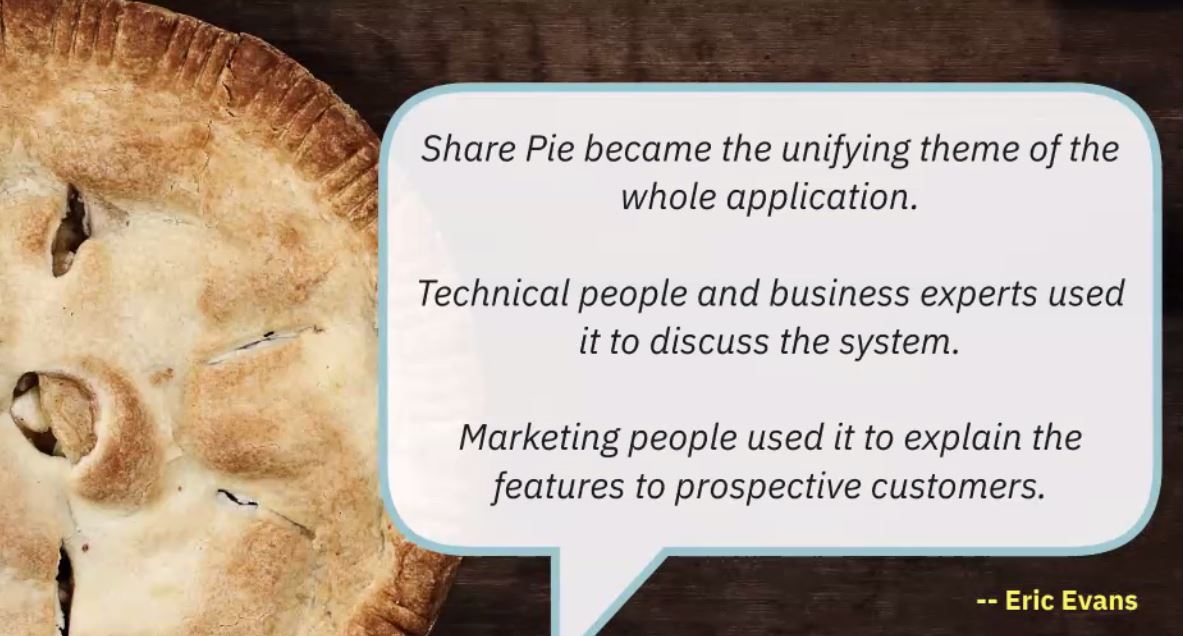 Share Pie became the unifying theme of the
whole application.
Technical people and business experts used
it to discuss the system.
Marketing people used it to explain the
features to prospective customers.
-- Eric Evans